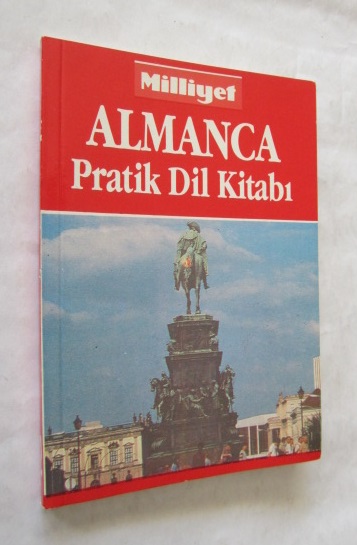 Milliyet
ALMANCA
Pratik Dil Kitabı